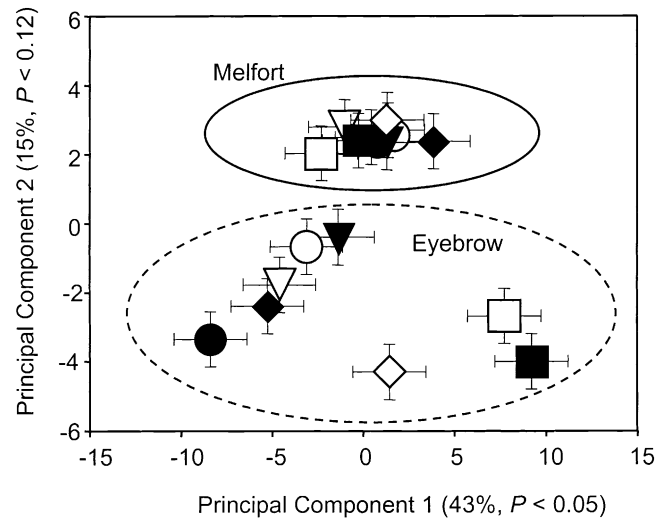 6
4
2
0
-2
-4
-6
Principal Component 2 (15%, P < 0.12)
Melfort
Eyebrow
-15 -10 -5 0 5 10 15
Principal Component 1 (43%, P < 0.05)